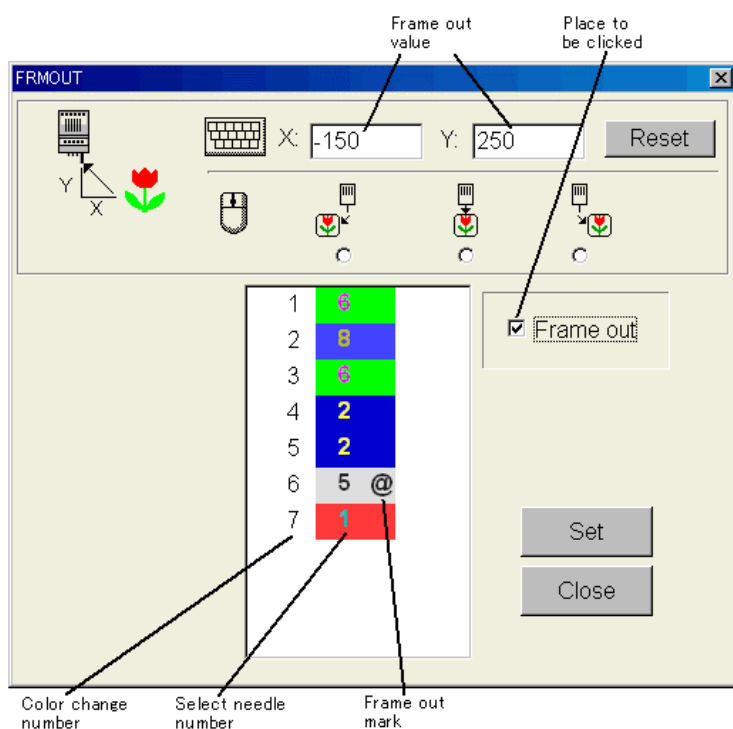 Frame out
value
Place to
be clicked
FRMOUT
X: -150 Y: 250 Reset
Y
X
1 6
2 8
3 6
4 2
5 2
6 5 @
7 1
Frame out
Set
Close
Color change
number
Select needle
number
Frame out
mark